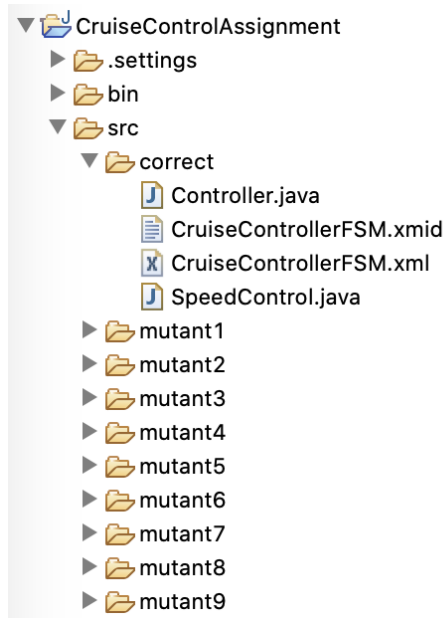 CruiseControlAssignment
.settings
bin
src
correct
Controller.java
CruiseControllerFSM.xmid
CruiseControllerFSM.xml
SpeedControl.java
mutant1
mutant2
mutant3
mutant4
mutant5
mutant6
mutant7
mutant8
mutant9